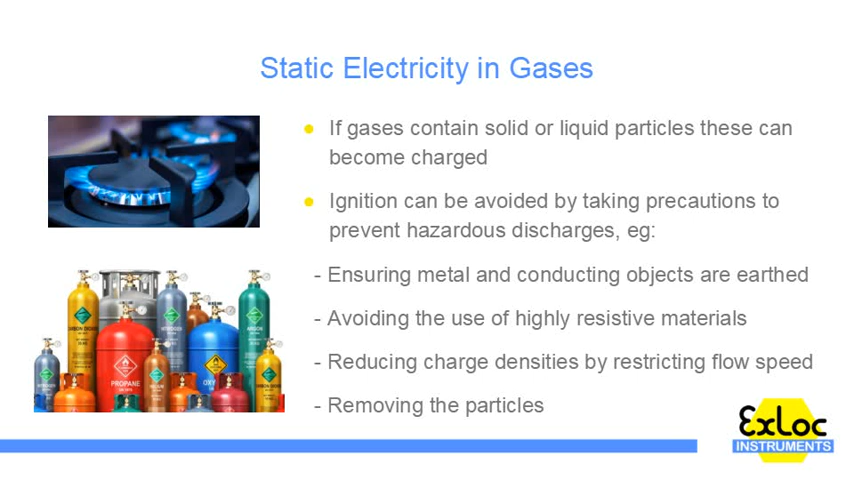 Static Electricity in Gases
● If gases contain solid or liquid particles these can
become charged
● Ignition can be avoided by taking precautions to
prevent hazardous discharges, eg:
- Ensuring metal and conducting objects are earthed
- Avoiding the use of highly resistive materials
- Reducing charge densities by restricting flow speed
- Removing the particles
PROPANE
ExLoc
INSTRUMENTS